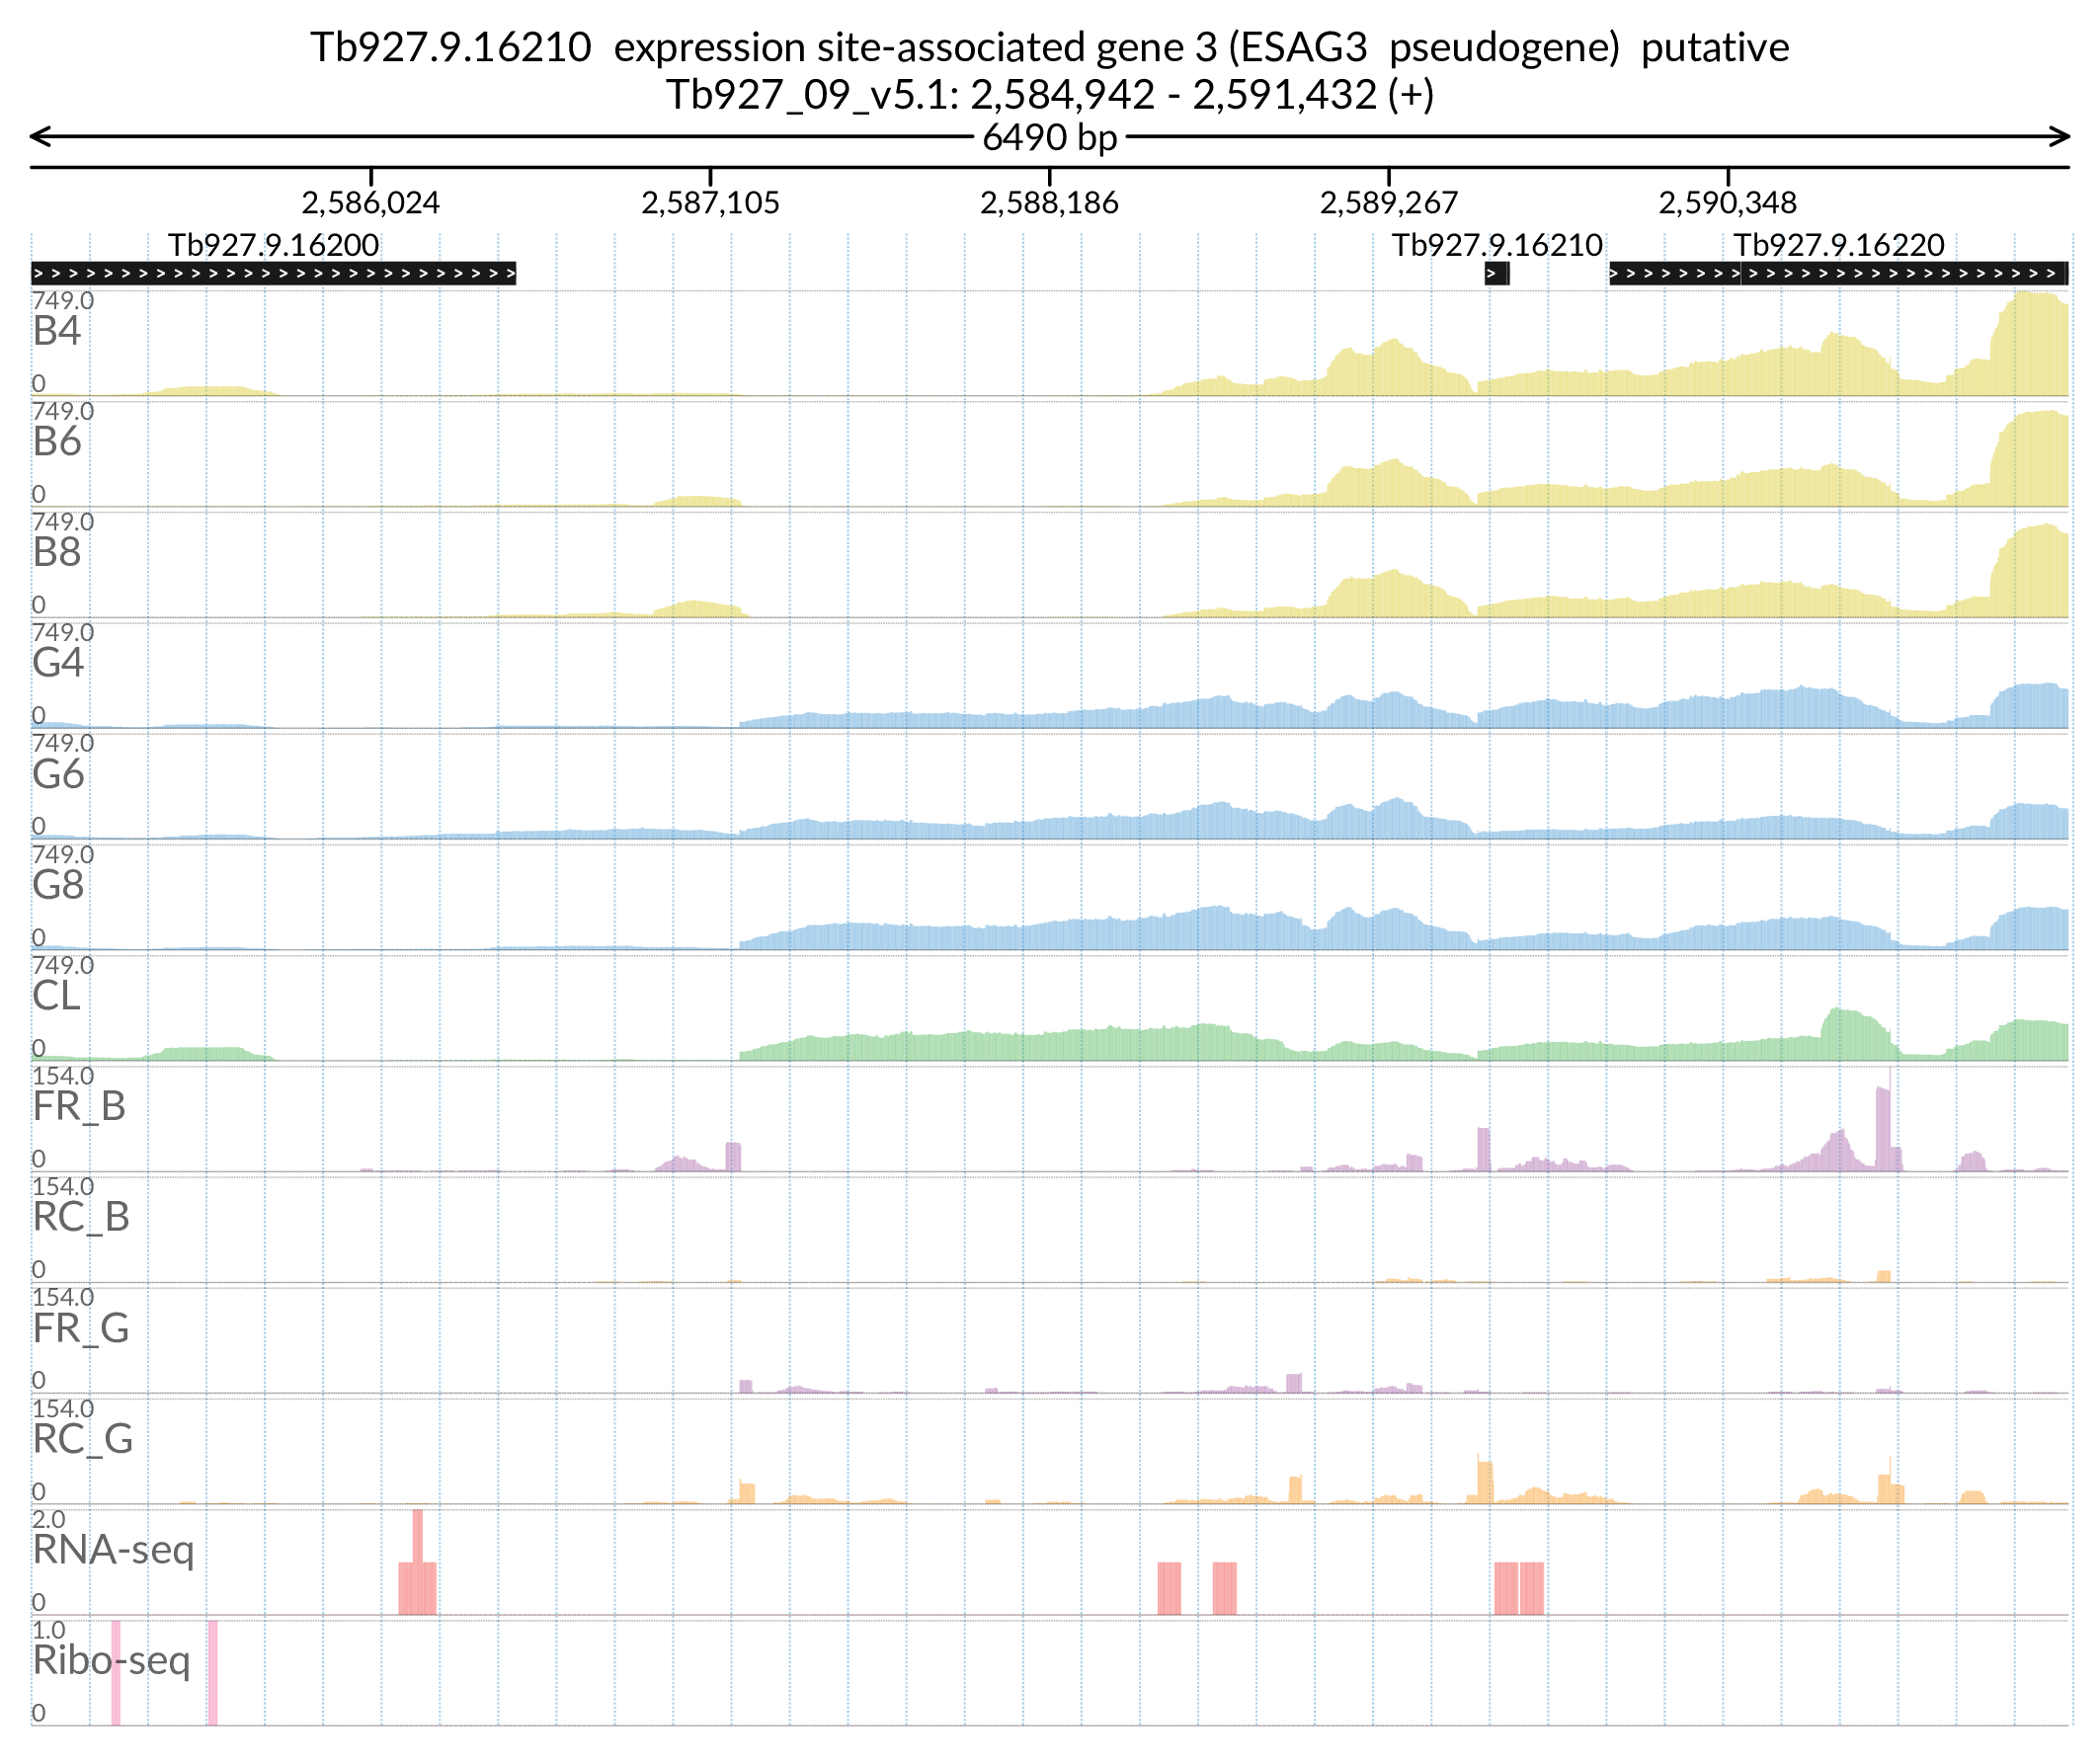 Tb927.9.16210 expression site-associated gene 3 (ESAG3 pseudogene) putative
Tb927_09_v5.1: 2,584,942 - 2,591,432 (+)
6490 bp
2,586,024 2,587,105 2,588,186 2,589,267 2,590,348
Tb927.9.16200 Tb927.9.16210 Tb927.9.16220
749.0
B4
0
749.0
B6
0
749.0
B8
0
749.0
G4
0
749.0
G6
0
749.0
G8
0
749.0
CL
0
154.0
FR_B
0
154.0
RC_B
0
154.0
FR_G
0
154.0
RC_G
0
2.0
RNA-seq
0
1.0
Ribo-seq
0